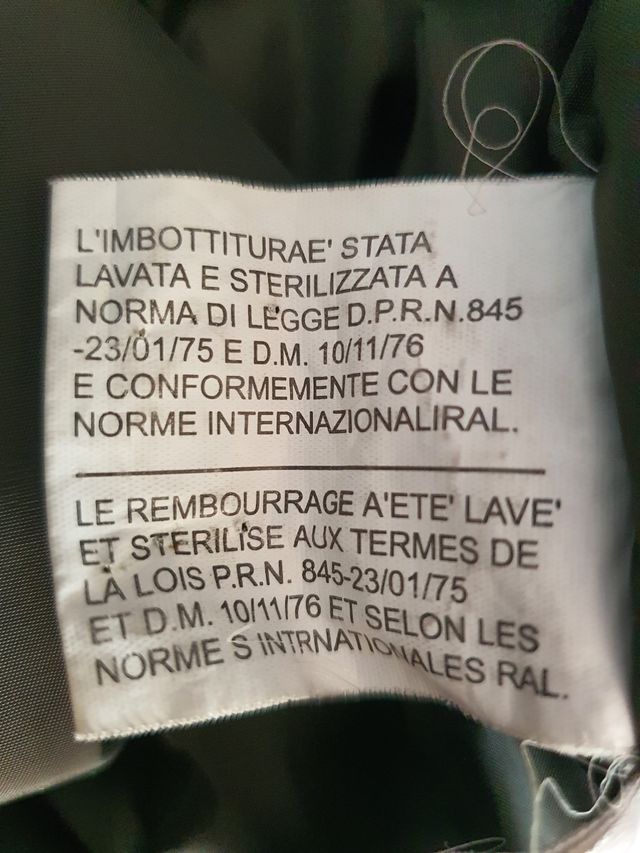 L'IMBOTTITURAE' STATA
LAVATA E STERILIZZATA A
NORMA DI LEGGE D.P.R.N.845
-23/01/75 E D.M. 10/11/76
E CONFORMEMENTE CON LE
NORME INTERNAZIONALIRAL.
LE REMBOURRAGE A'ETE' LAVE'
ET STERILISE AUX TERMES DE
LA LOIS P.R.N. 845-23/01/75
ET D.M. 10/11/76 ET SELON LES
NORME S INTRNATIONALES RAL.